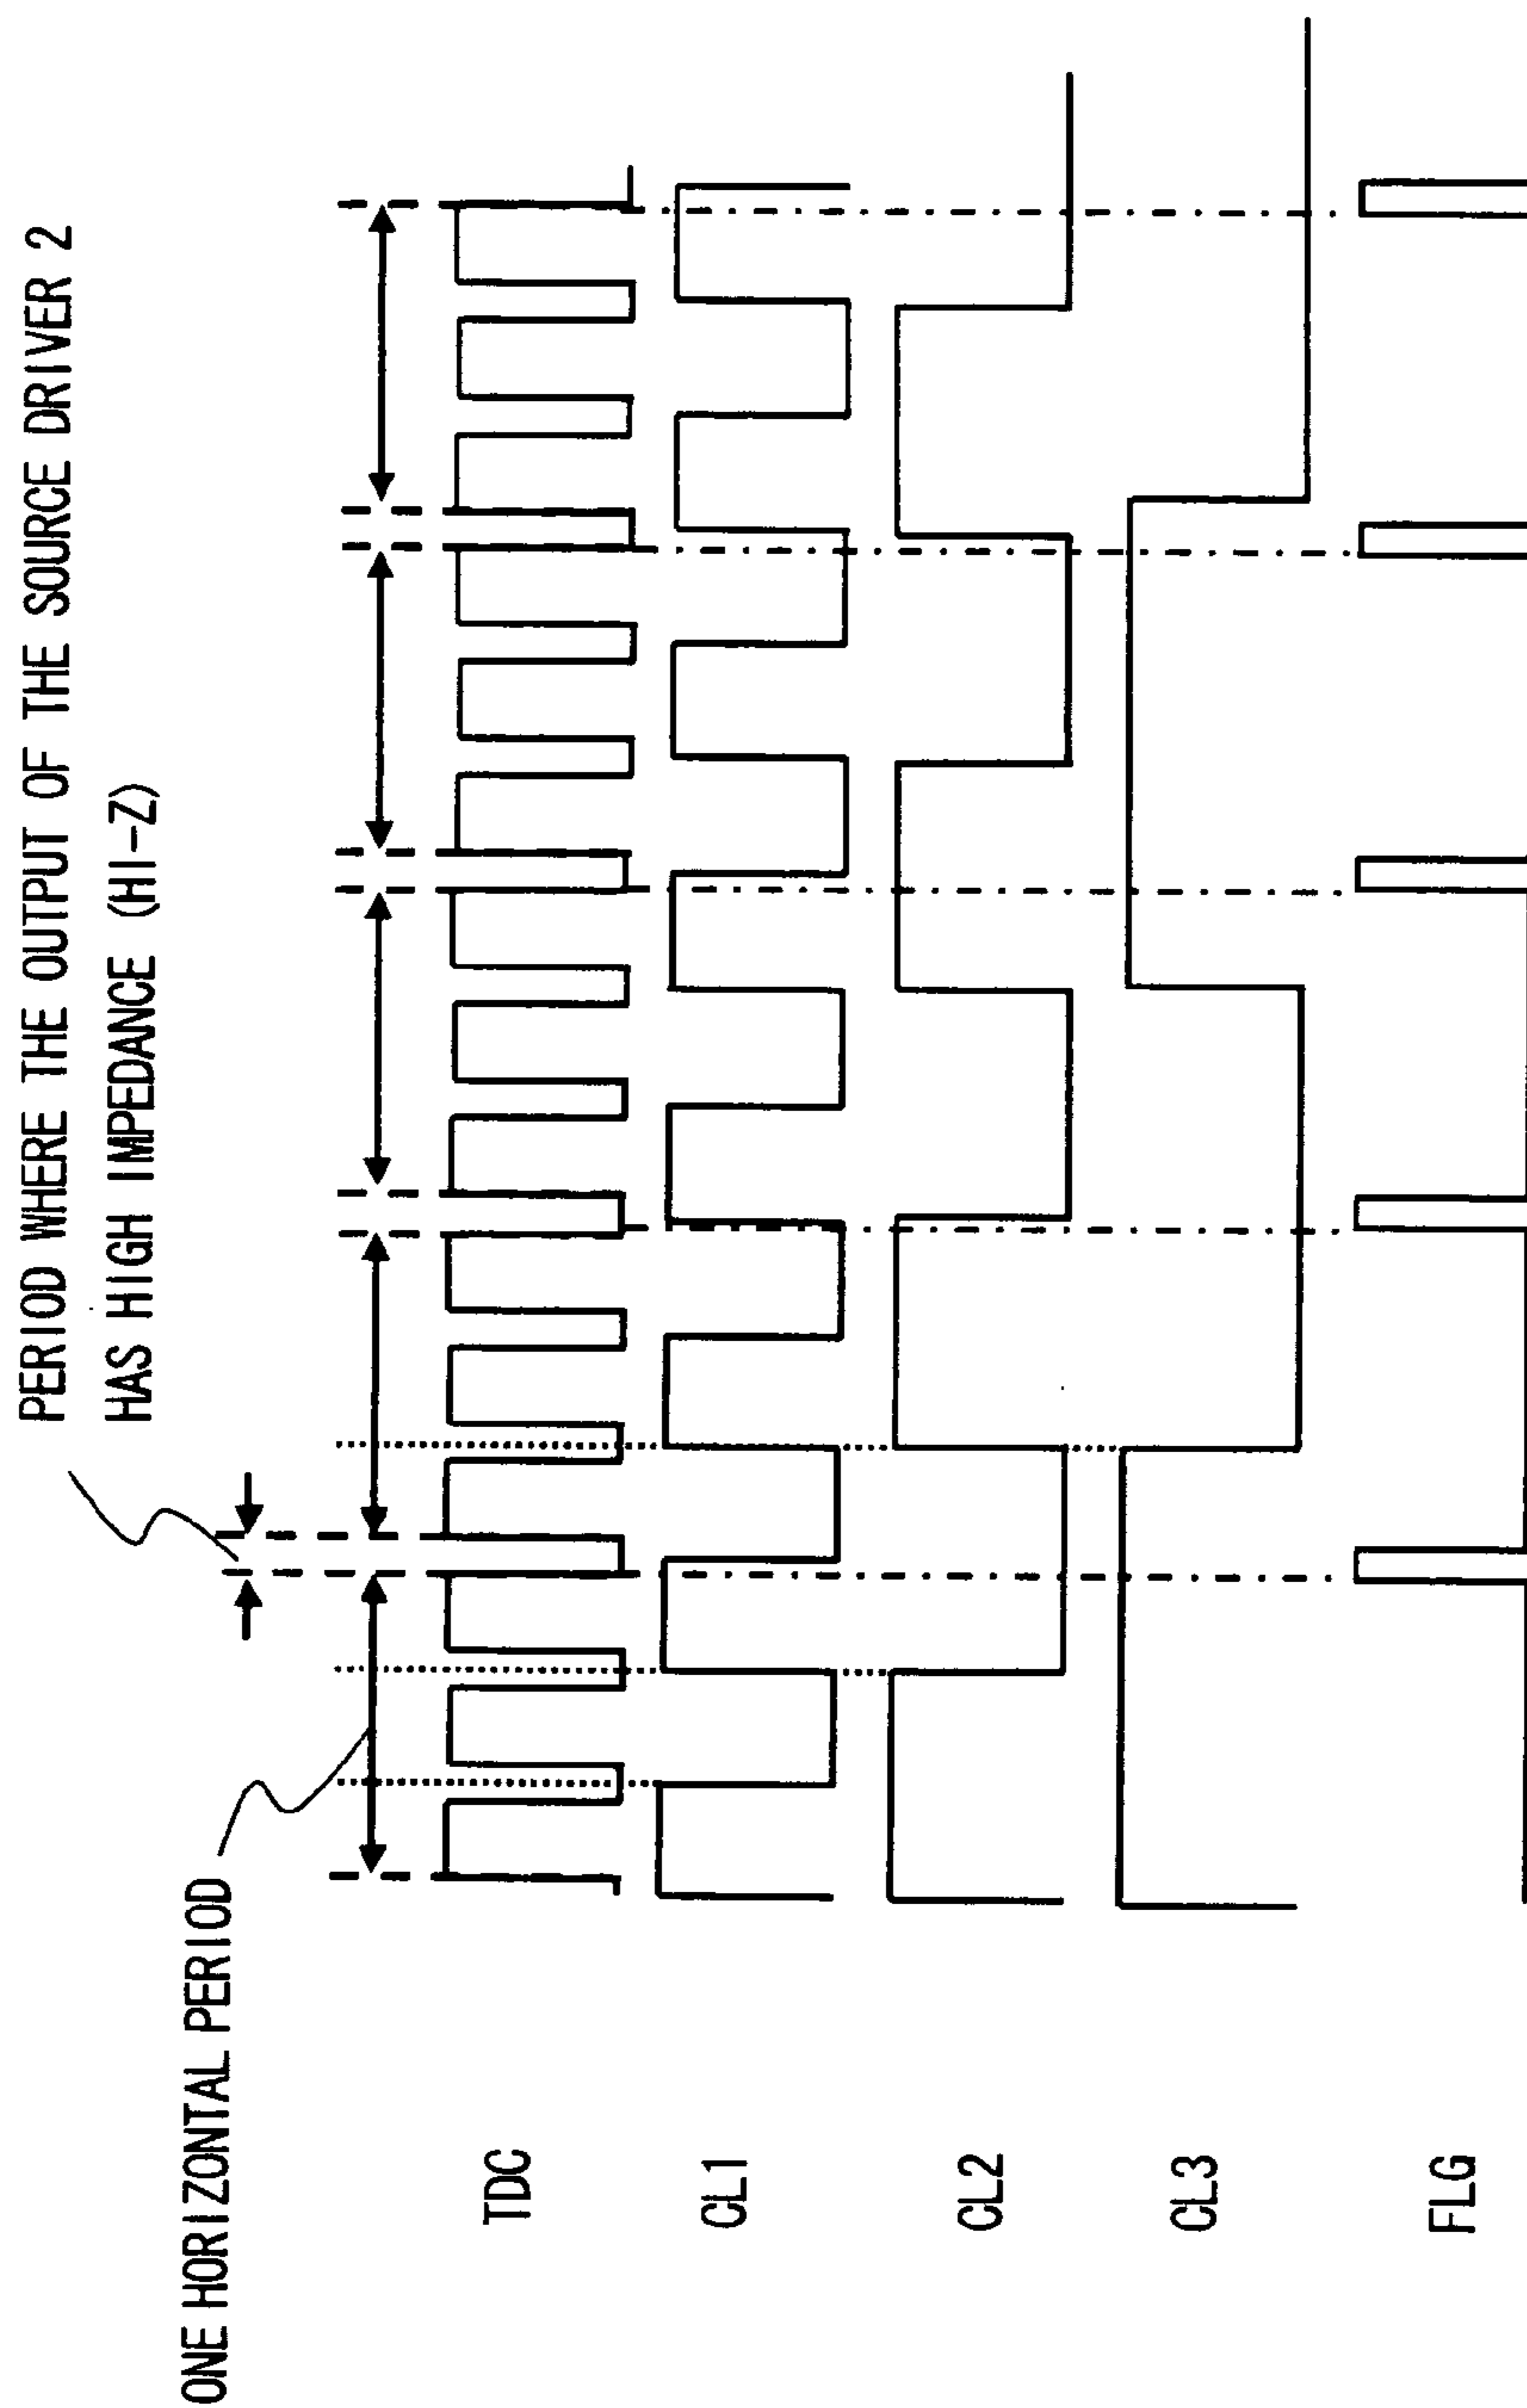 PERIOD WHERE THE OUTPUT OF THE SOURCE DRIVER 2
HAS HIGH IMPEDANCE (HI-Z)
ONE HORIZONTAL PERIOD
TDC
CL1
CL2
CL3
FLG